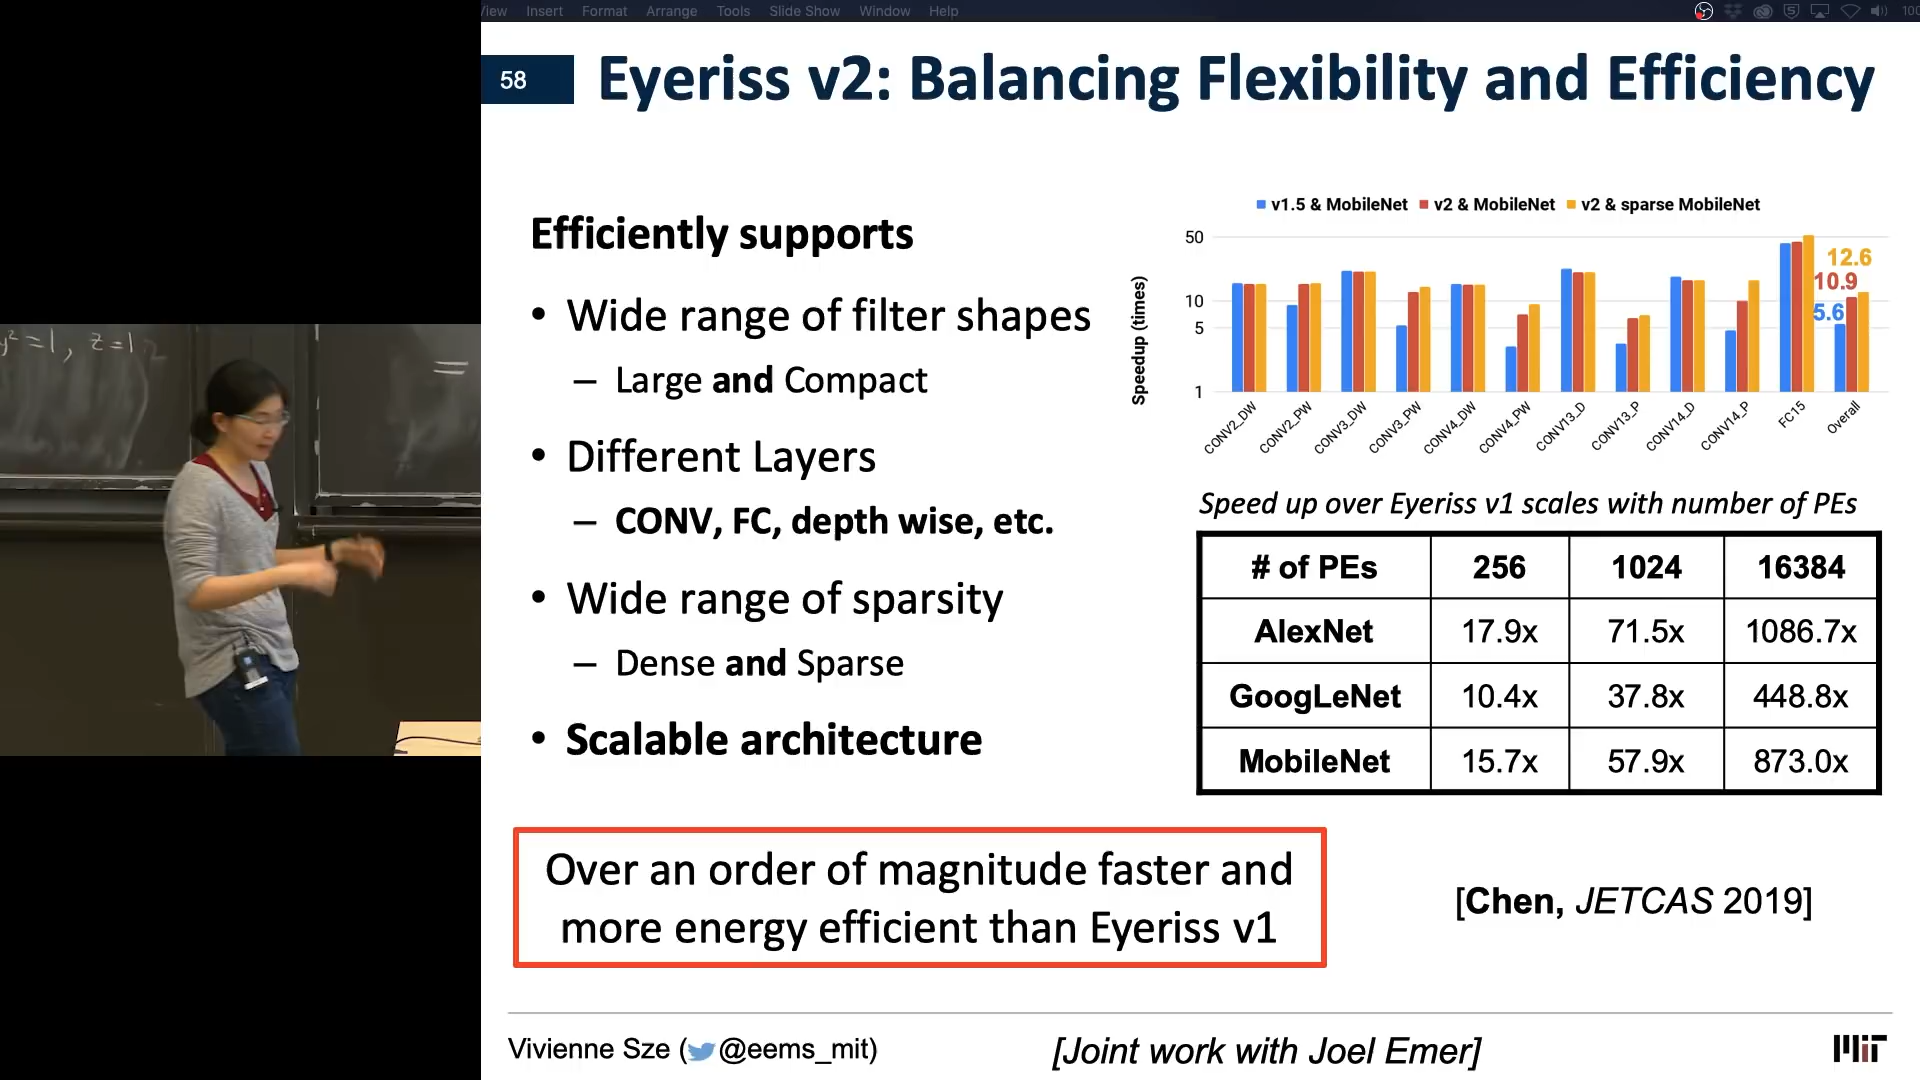 View Insert Format Arrange Tools Slide Show Window Help
100
58
Eyeriss v2: Balancing Flexibility and Efficiency
Efficiently supports
• Wide range of filter shapes
– Large and Compact
• Different Layers
– CONV, FC, depth wise, etc.
• Wide range of sparsity
– Dense and Sparse
• Scalable architecture
v1.5 & MobileNet v2 & MobileNet v2 & sparse MobileNet
Speedup (times)
50
10
5
1
12.6
10.9
5.6
CONV2_DW
CONV2_PW
CONV3_DW
CONV3_PW
CONV4_DW
CONV4_PW
CONV13_D
CONV13_P
CONV14_D
CONV14_P
FC15
Overall
Speed up over Eyeriss v1 scales with number of PEs
# of PEs 256 1024 16384
AlexNet 17.9x 71.5x 1086.7x
GoogLeNet 10.4x 37.8x 448.8x
MobileNet 15.7x 57.9x 873.0x
Over an order of magnitude faster and
more energy efficient than Eyeriss v1
[Chen, JETCAS 2019]
Vivienne Sze (@eems_mit)
[Joint work with Joel Emer]
MIT
y²=1, z=1